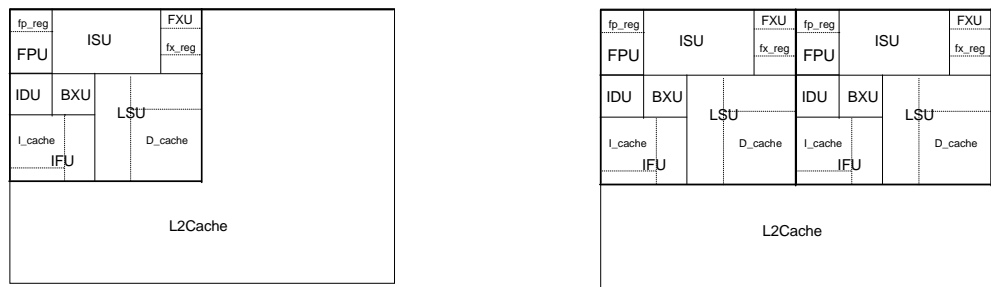 fp_reg
FPU
ISU
FXU
fx_reg
IDU
BXU
LSU
I_cache
IFU
D_cache
L2Cache
fp_reg
FPU
ISU
FXU
fx_reg
IDU
BXU
LSU
I_cache
IFU
D_cache
fp_reg
FPU
ISU
FXU
fx_reg
IDU
BXU
LSU
I_cache
IFU
D_cache
L2Cache